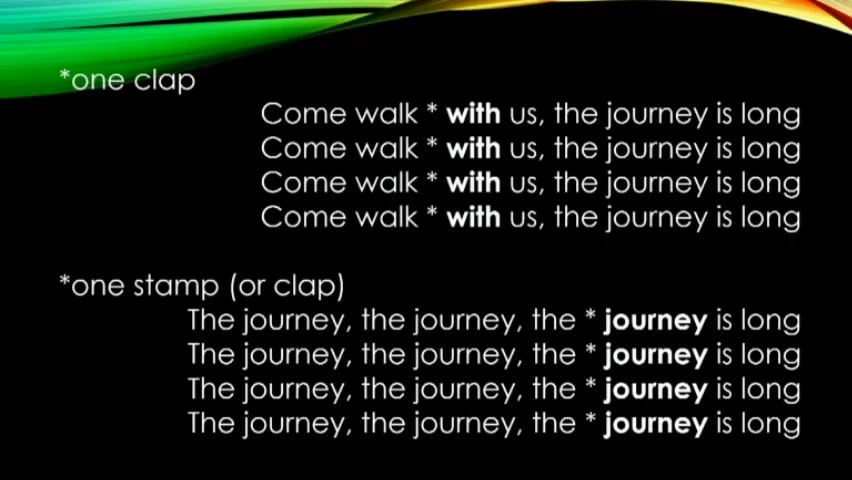 *one clap
Come walk * with us, the journey is long
Come walk * with us, the journey is long
Come walk * with us, the journey is long
Come walk * with us, the journey is long
*one stamp (or clap)
The journey, the journey, the * journey is long
The journey, the journey, the * journey is long
The journey, the journey, the * journey is long
The journey, the journey, the * journey is long